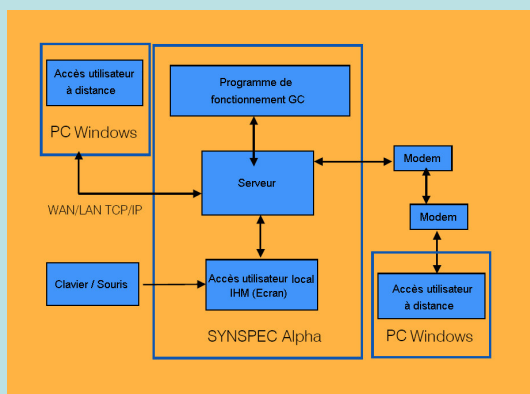 Accès utilisateur
à distance
PC Windows
WAN/LAN TCP/IP
Clavier / Souris
Programme de
fonctionnement GC
Serveur
Accès utilisateur local
IHM (Ecran)
SYNSPEC Alpha
Modem
Modem
Accès utilisateur
à distance
PC Windows